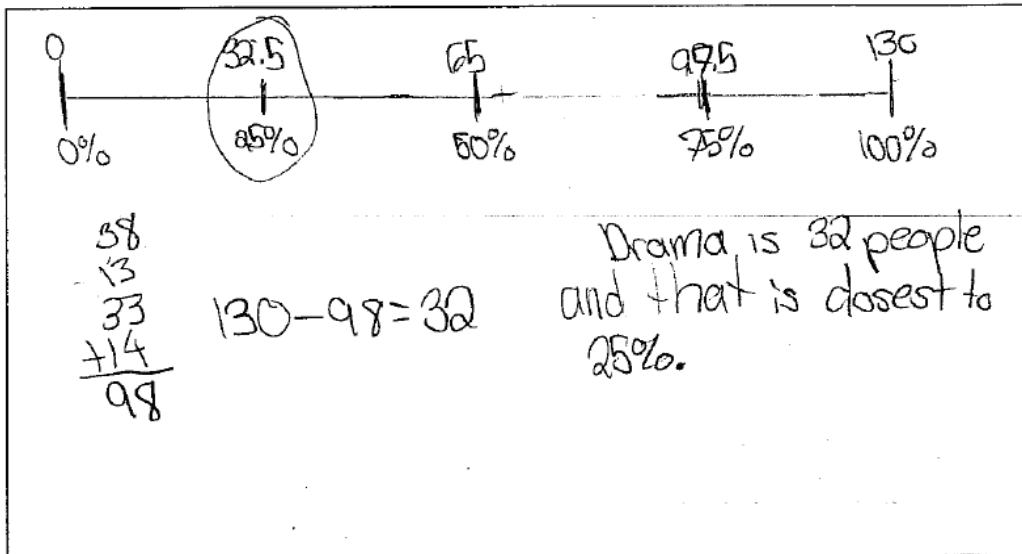 0 32.5 65 97.5 130
0% 25% 50% 75% 100%
38
13
33
+14
98
130-98=32
Drama is 32 people
and that is closest to
25%.